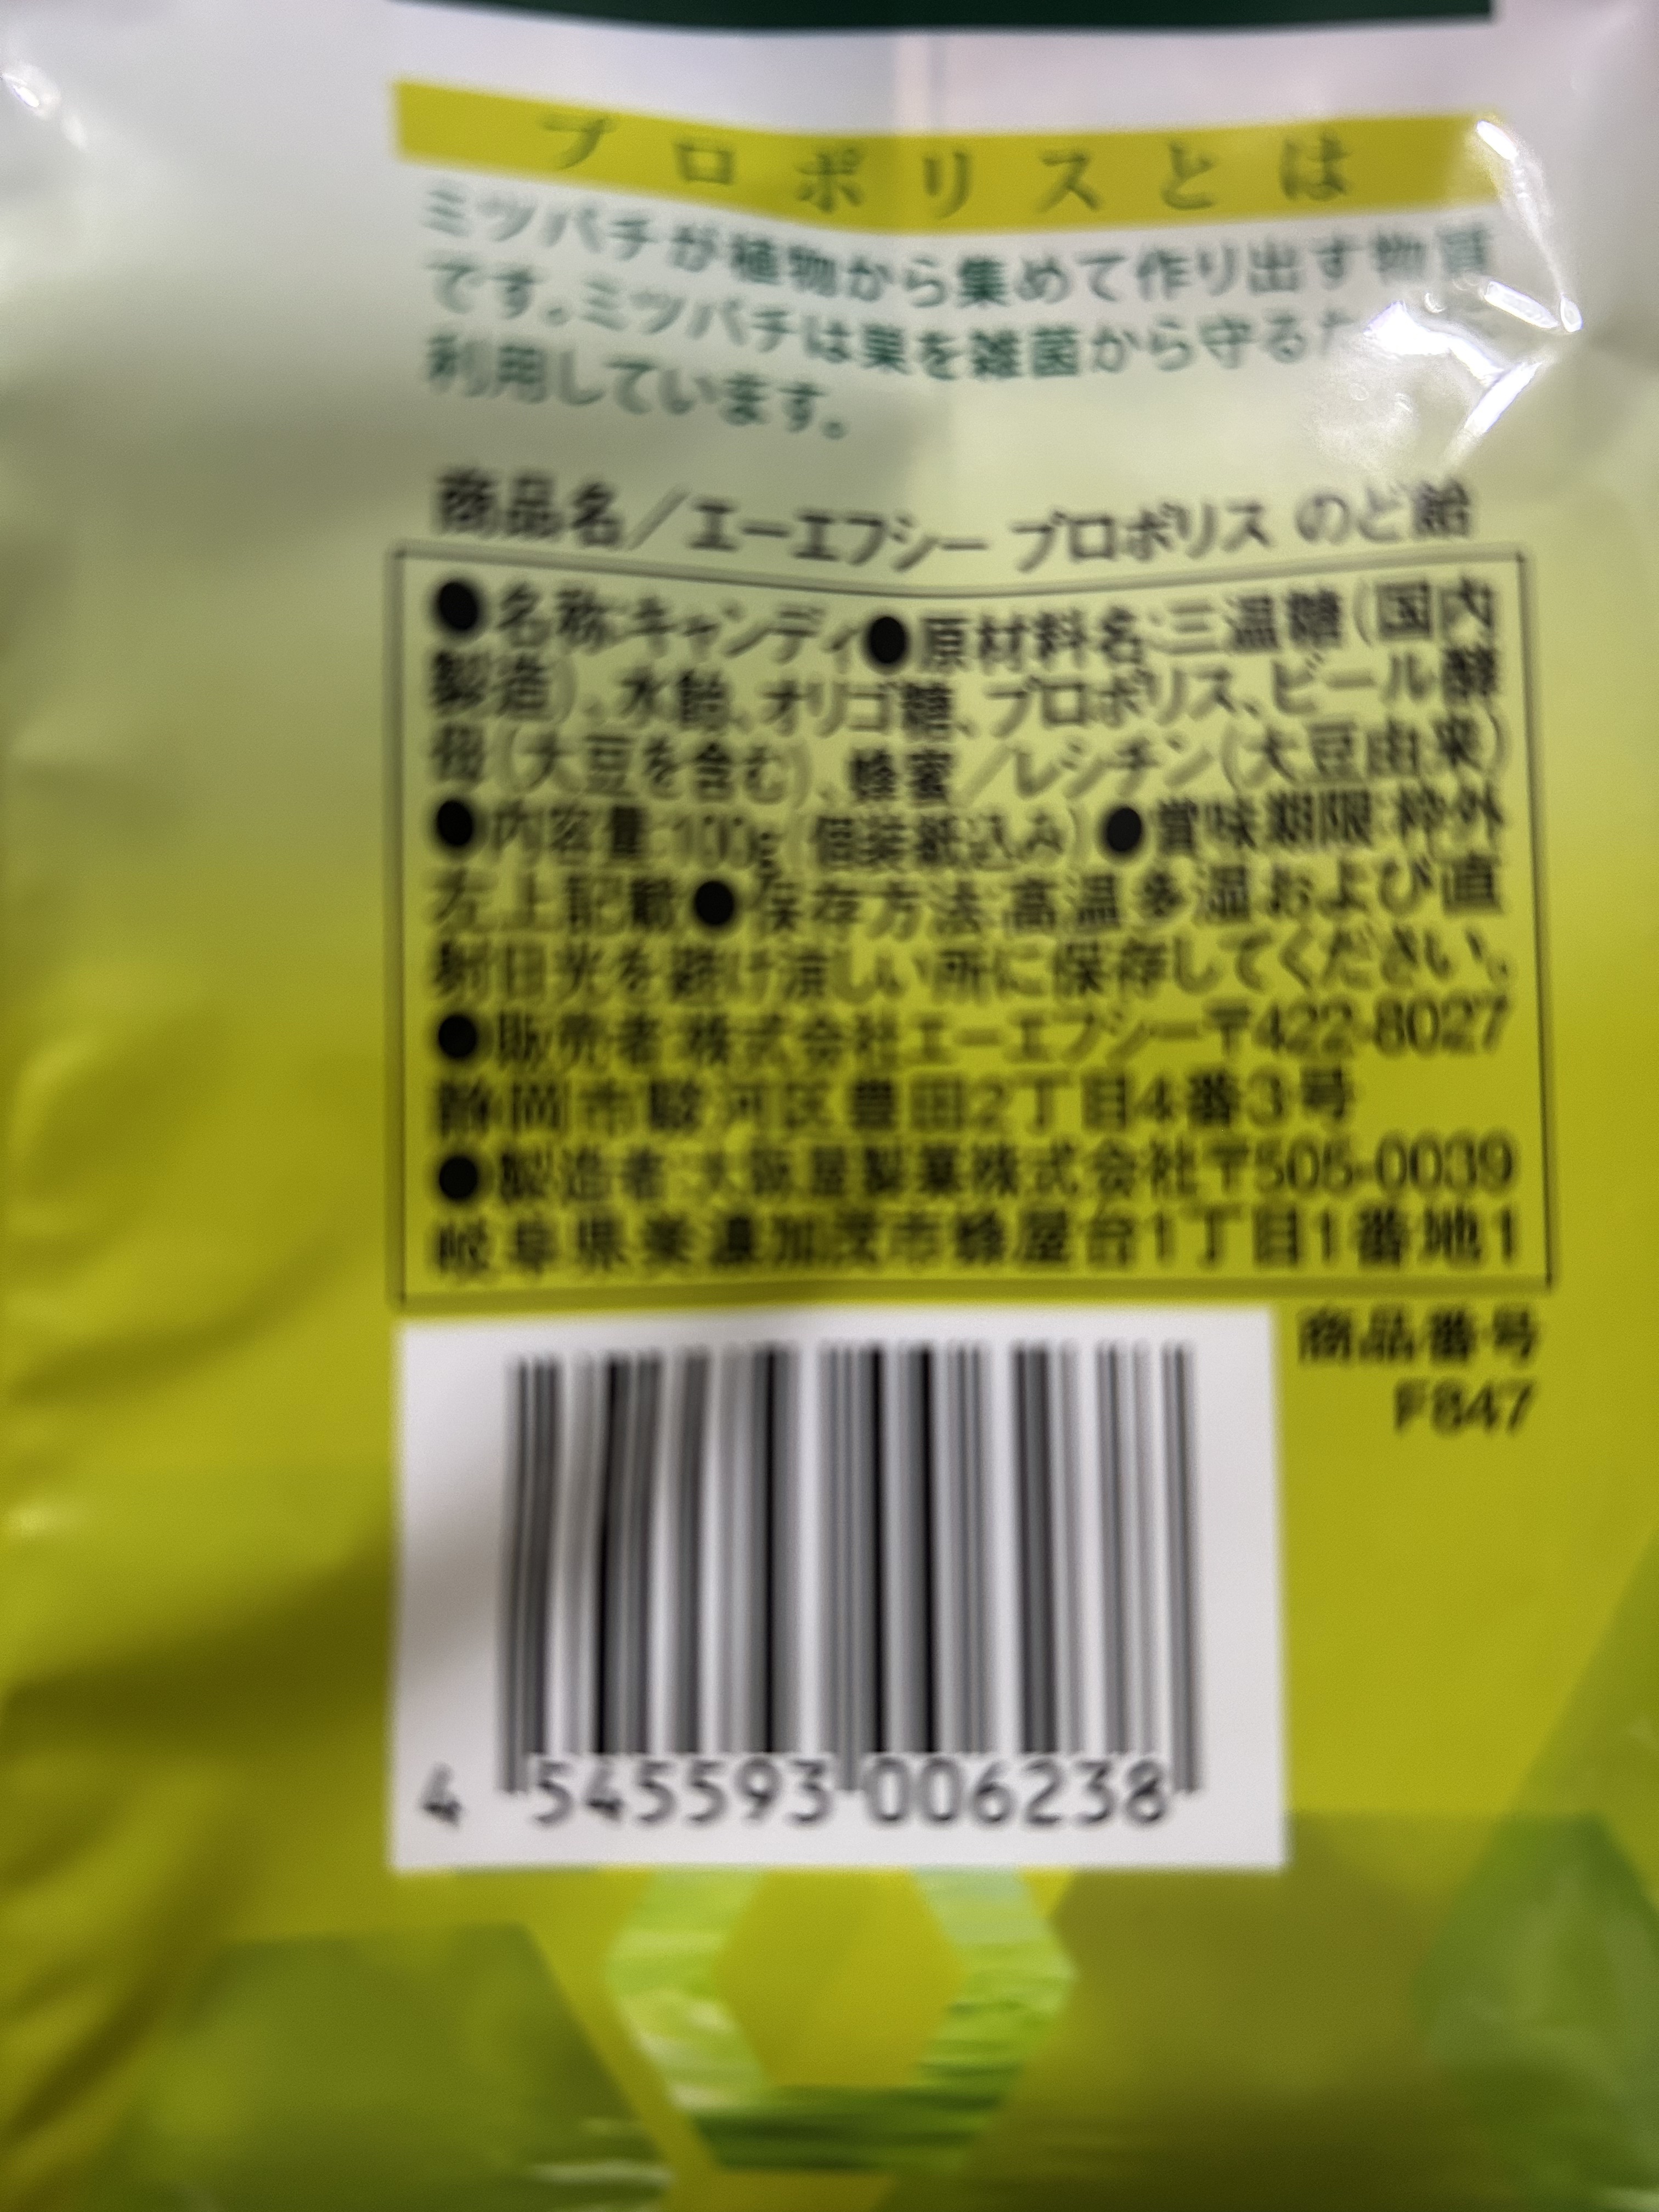 プロポリスとは
ミツバチが植物から集めて作り出す物質
です。ミツバチは巣を雑菌から守るた
利用しています。
商品名/エーエフシー プロポリス のど飴
●名称:キャンディ●原材料名:三温糖(国内
製造)、水飴、オリゴ糖、プロポリス、ビール酵
母(大豆を含む)、蜂蜜/レシチン(大豆由来)
●内容量:100g(個装紙込み)●賞味期限:枠外
左上記載●保存方法:高温多湿および直
射日光を避け涼しい所に保存してください。
●販売者:株式会社エーエフシー〒422-8027
静岡市駿河区豊田2丁目4番3号
●製造者:大阪屋製菓株式会社〒505-0039
岐阜県美濃加茂市蜂屋台1丁目1番地1
商品番号
F847
4 545593 006238